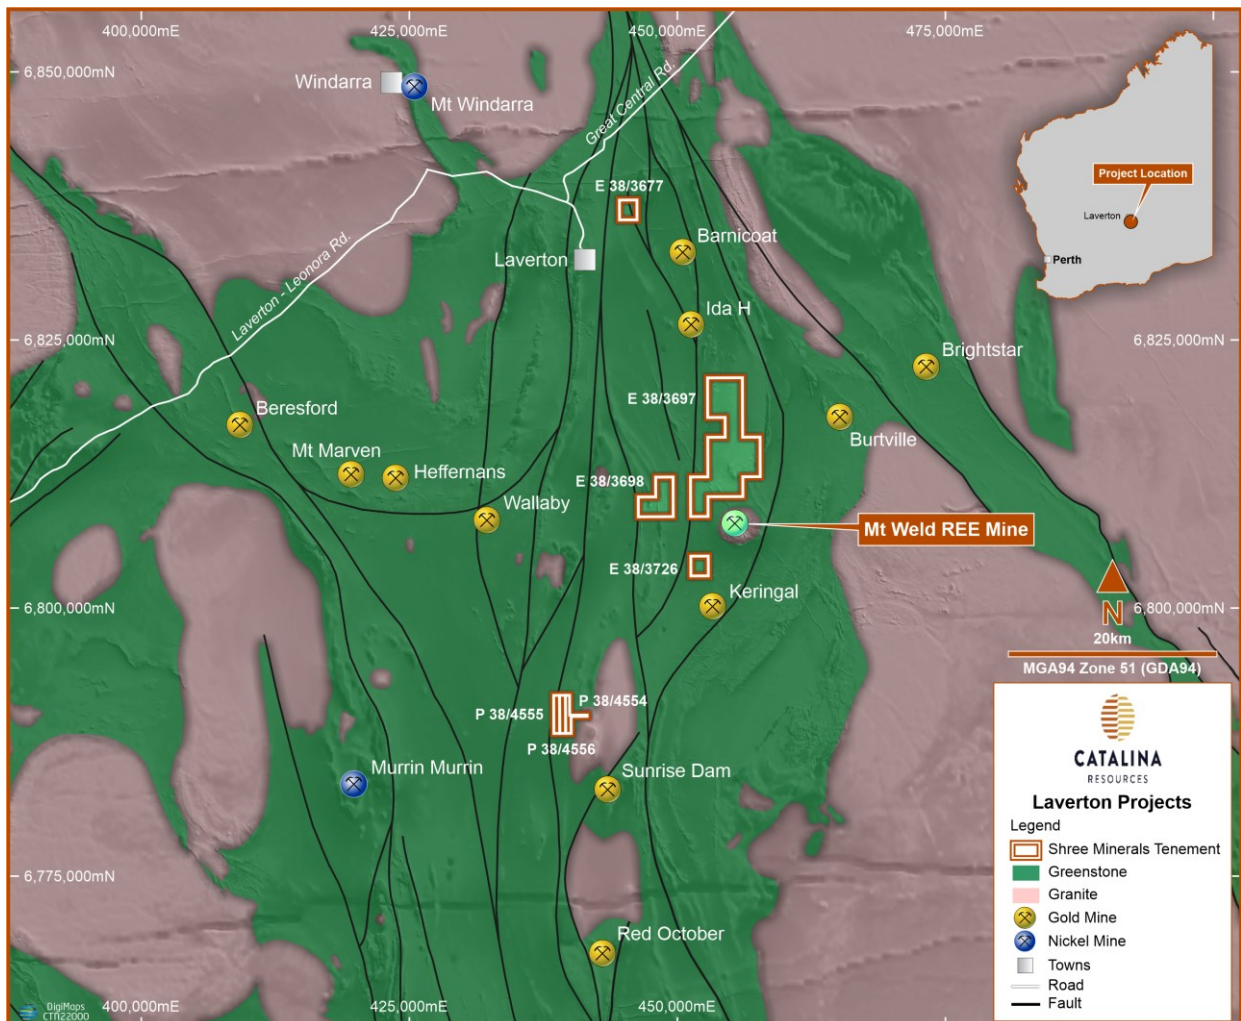 400,000mE
425,000mE
450,000mE
475,000mE
6,850,000mN
Windarra
Mt Windarra
Great Central Rd.
Project Location
Laverton
Perth
E 38/3677
Barnicoat
Laverton
Laverton - Leonora Rd.
Ida H
6,825,000mN
6,825,000mN
Brightstar
E 38/3697
Beresford
Burtville
Mt Marven
Heffernans
E 38/3698
Wallaby
Mt Weld REE Mine
E 38/3726
Keringal
6,800,000mN
6,800,000mN
N
20km
MGA94 Zone 51 (GDA94)
P 38/4554
P 38/4555
P 38/4556
Murrin Murrin
Sunrise Dam
6,775,000mN
Red October
CATALINA
RESOURCES
Laverton Projects
Legend
Shree Minerals Tenement
Greenstone
Granite
Gold Mine
Nickel Mine
Towns
Road
Fault
DigiMaps
CTN22000
400,000mE
425,000mE
450,000mE